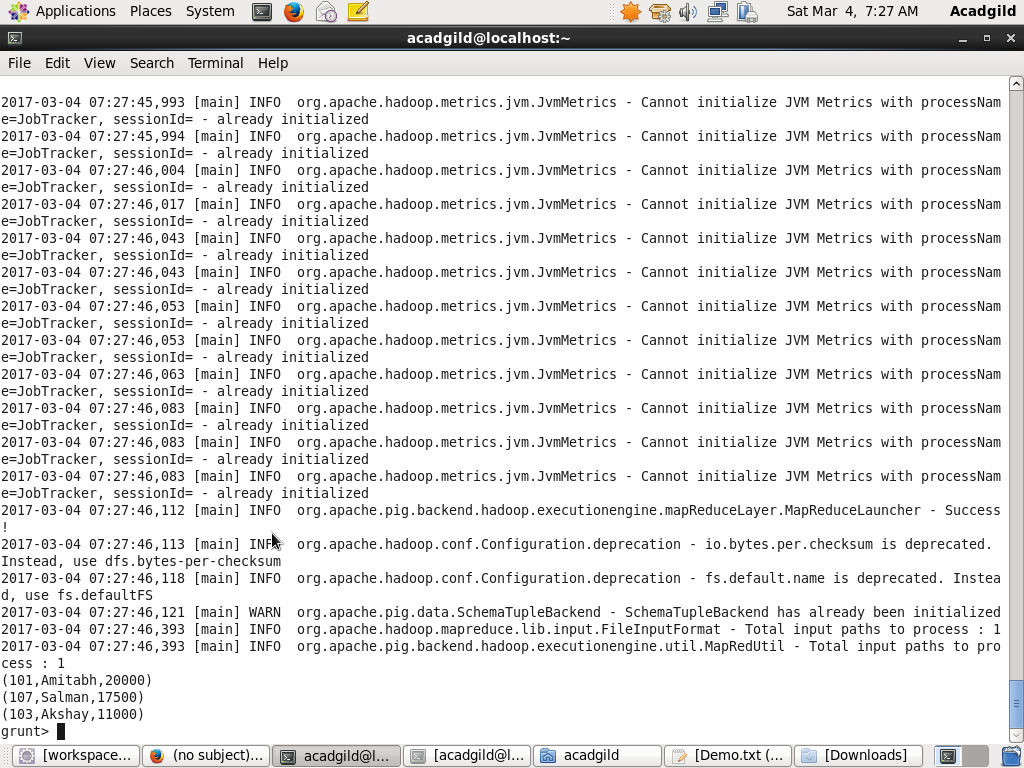 Applications Places System Sat Mar 4, 7:27 AM Acadgild
acadgild@localhost:~
File Edit View Search Terminal Help
2017-03-04 07:27:45,993 [main] INFO  org.apache.hadoop.metrics.jvm.JvmMetrics - Cannot initialize JVM Metrics with processNam
e=JobTracker, sessionId= - already initialized
2017-03-04 07:27:45,994 [main] INFO  org.apache.hadoop.metrics.jvm.JvmMetrics - Cannot initialize JVM Metrics with processNam
e=JobTracker, sessionId= - already initialized
2017-03-04 07:27:46,004 [main] INFO  org.apache.hadoop.metrics.jvm.JvmMetrics - Cannot initialize JVM Metrics with processNam
e=JobTracker, sessionId= - already initialized
2017-03-04 07:27:46,017 [main] INFO  org.apache.hadoop.metrics.jvm.JvmMetrics - Cannot initialize JVM Metrics with processNam
e=JobTracker, sessionId= - already initialized
2017-03-04 07:27:46,043 [main] INFO  org.apache.hadoop.metrics.jvm.JvmMetrics - Cannot initialize JVM Metrics with processNam
e=JobTracker, sessionId= - already initialized
2017-03-04 07:27:46,043 [main] INFO  org.apache.hadoop.metrics.jvm.JvmMetrics - Cannot initialize JVM Metrics with processNam
e=JobTracker, sessionId= - already initialized
2017-03-04 07:27:46,053 [main] INFO  org.apache.hadoop.metrics.jvm.JvmMetrics - Cannot initialize JVM Metrics with processNam
e=JobTracker, sessionId= - already initialized
2017-03-04 07:27:46,053 [main] INFO  org.apache.hadoop.metrics.jvm.JvmMetrics - Cannot initialize JVM Metrics with processNam
e=JobTracker, sessionId= - already initialized
2017-03-04 07:27:46,063 [main] INFO  org.apache.hadoop.metrics.jvm.JvmMetrics - Cannot initialize JVM Metrics with processNam
e=JobTracker, sessionId= - already initialized
2017-03-04 07:27:46,083 [main] INFO  org.apache.hadoop.metrics.jvm.JvmMetrics - Cannot initialize JVM Metrics with processNam
e=JobTracker, sessionId= - already initialized
2017-03-04 07:27:46,083 [main] INFO  org.apache.hadoop.metrics.jvm.JvmMetrics - Cannot initialize JVM Metrics with processNam
e=JobTracker, sessionId= - already initialized
2017-03-04 07:27:46,083 [main] INFO  org.apache.hadoop.metrics.jvm.JvmMetrics - Cannot initialize JVM Metrics with processNam
e=JobTracker, sessionId= - already initialized
2017-03-04 07:27:46,112 [main] INFO  org.apache.pig.backend.hadoop.executionengine.mapReduceLayer.MapReduceLauncher - Success
!
2017-03-04 07:27:46,113 [main] INFO  org.apache.hadoop.conf.Configuration.deprecation - io.bytes.per.checksum is deprecated.
Instead, use dfs.bytes-per-checksum
2017-03-04 07:27:46,118 [main] INFO  org.apache.hadoop.conf.Configuration.deprecation - fs.default.name is deprecated. Instea
d, use fs.defaultFS
2017-03-04 07:27:46,121 [main] WARN  org.apache.pig.data.SchemaTupleBackend - SchemaTupleBackend has already been initialized
2017-03-04 07:27:46,393 [main] INFO  org.apache.hadoop.mapreduce.lib.input.FileInputFormat - Total input paths to process : 1
2017-03-04 07:27:46,393 [main] INFO  org.apache.pig.backend.hadoop.executionengine.util.MapRedUtil - Total input paths to pro
cess : 1
(101,Amitabh,20000)
(107,Salman,17500)
(103,Akshay,11000)
grunt>
[workspace... (no subject)... acadgild@l... [acadgild@l... acadgild [Demo.txt (... [Downloads]